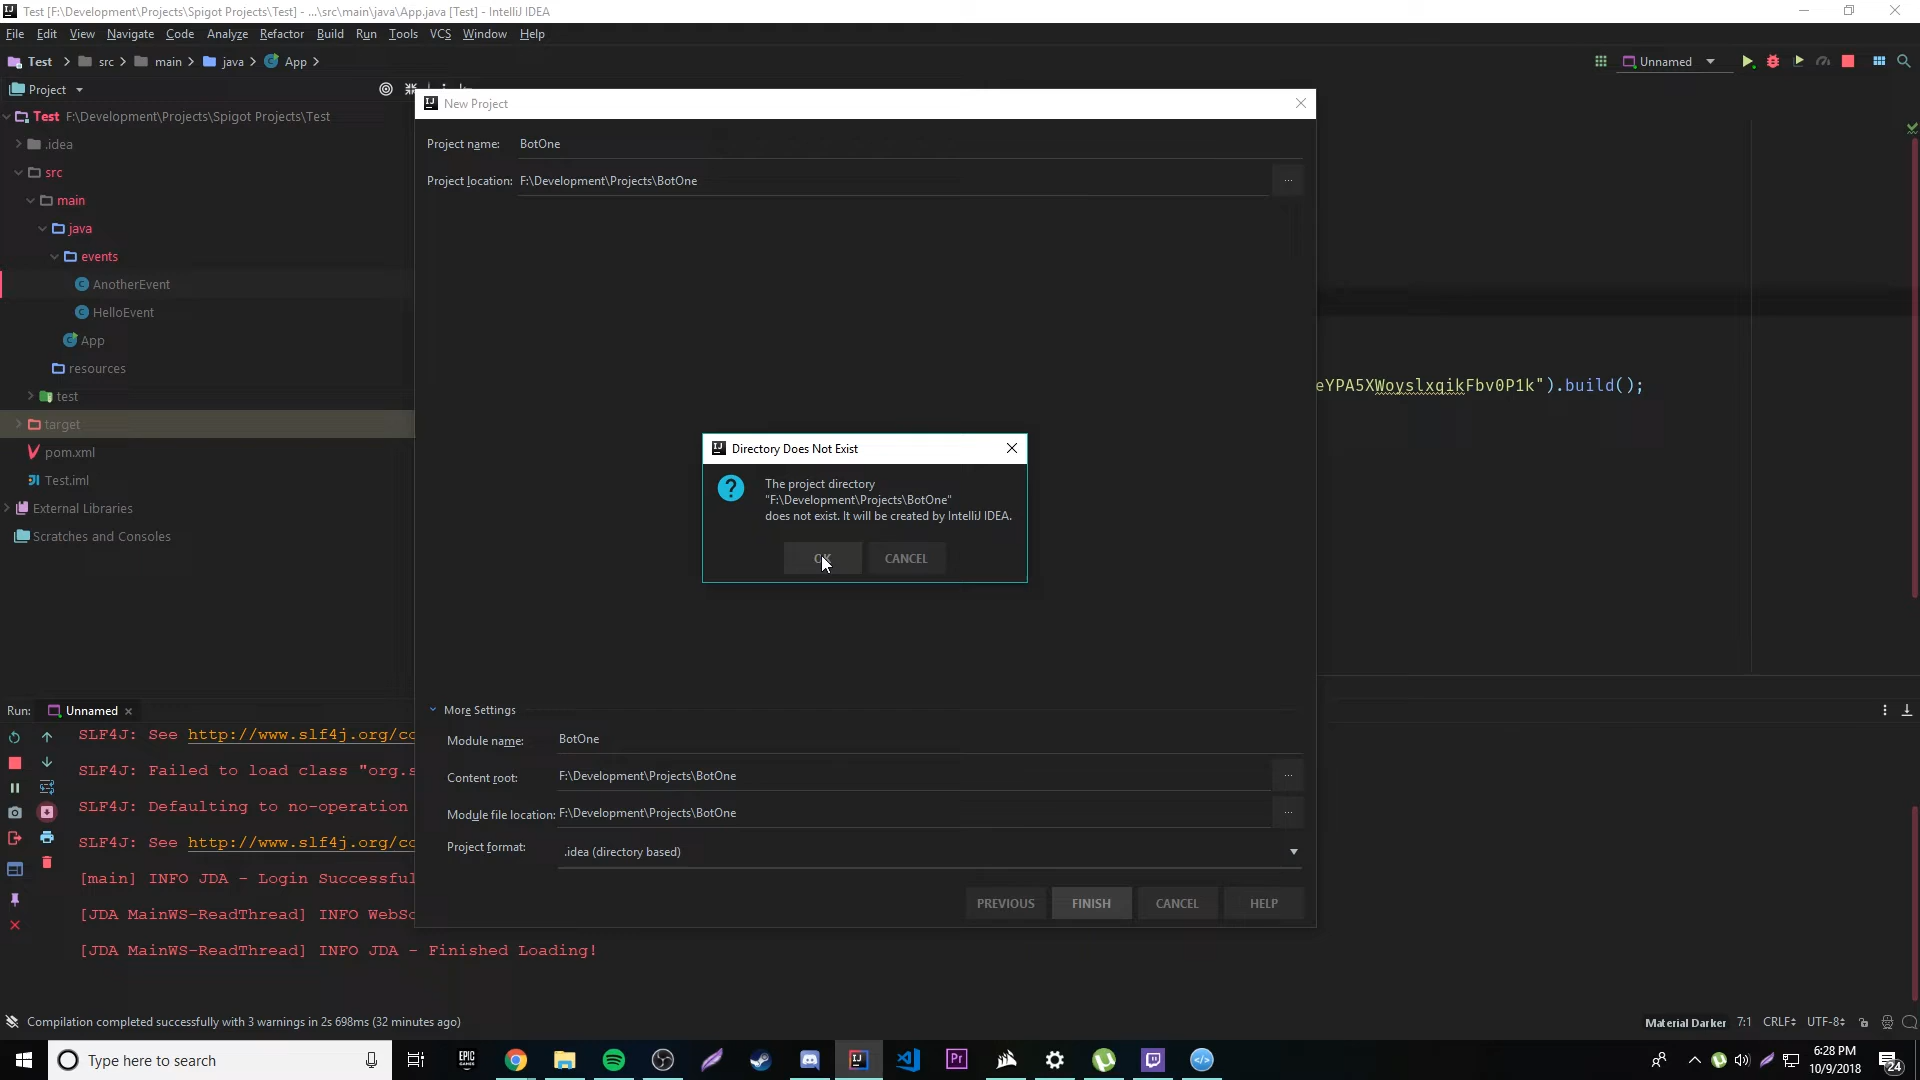 Test [F:\Development\Projects\Spigot Projects\Test] - ...\src\main\java\App.java [Test] - IntelliJ IDEA
File Edit View Navigate Code Analyze Refactor Build Run Tools VCS Window Help
Test src main java App
Unnamed
Project
Test F:\Development\Projects\Spigot Projects\Test
.idea
src
main
java
events
AnotherEvent
HelloEvent
App
resources
test
target
pom.xml
Test.iml
External Libraries
Scratches and Consoles
New Project
Project name: BotOne
Project location: F:\Development\Projects\BotOne
eYPA5XWoyslxqikFbv0P1k").build();
Directory Does Not Exist
The project directory
"F:\Development\Projects\BotOne"
does not exist. It will be created by IntelliJ IDEA.
OK CANCEL
More Settings
Module name: BotOne
Content root: F:\Development\Projects\BotOne
Module file location: F:\Development\Projects\BotOne
Project format: .idea (directory based)
PREVIOUS FINISH CANCEL HELP
Run: Unnamed
SLF4J: See http://www.slf4j.org/co
SLF4J: Failed to load class "org.s
SLF4J: Defaulting to no-operation
SLF4J: See http://www.slf4j.org/co
[main] INFO JDA - Login Successful
[JDA MainWS-ReadThread] INFO WebSo
[JDA MainWS-ReadThread] INFO JDA - Finished Loading!
Compilation completed successfully with 3 warnings in 2s 698ms (32 minutes ago)
Material Darker 7:1 CRLF UTF-8
Type here to search
EPIC GAMES
Pr
6:28 PM
10/9/2018
24